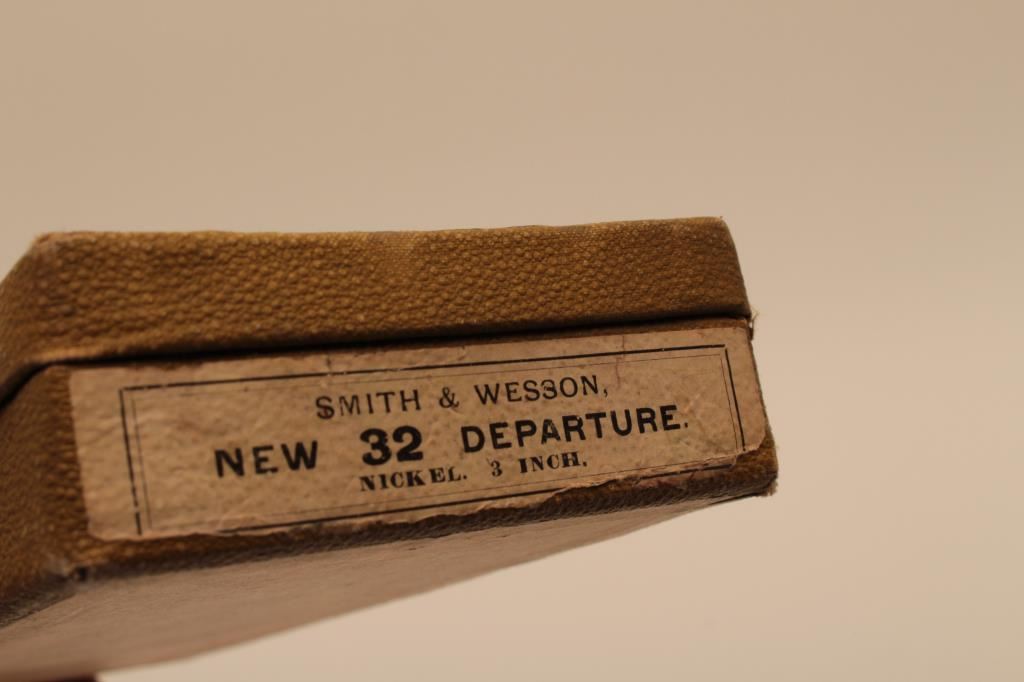 SMITH & WESSON,
NEW 32 DEPARTURE.
NICKEL. 3 INCH.